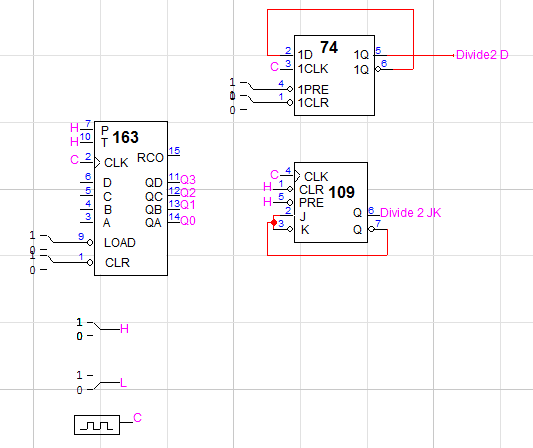 74
2 1D 1Q 5 Divide2 D
C 3 1CLK 1Q 6
1
0
4 1PRE
1
0
1 1CLR
163
H 7 P
H 10 T
RCO 15
C 2 CLK
6 D QD 11 Q3
5 C QC 12 Q2
4 B QB 13 Q1
3 A QA 14 Q0
1
0
9 LOAD
1
0
1 CLR
109
C 4 CLK
H 1 CLR
H 5 PRE
2 J Q 6 Divide 2 JK
3 K Q 7
1
0
H
1
0
L
C